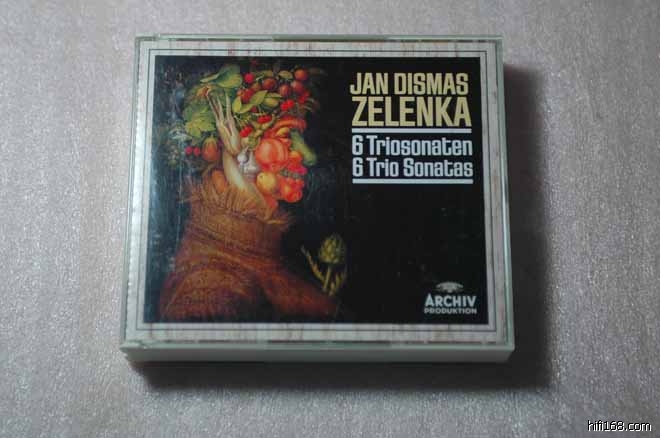 JAN DISMAS
ZELENKA
6 Triosonaten
6 Trio Sonatas
ARCHIV
PRODUKTION
hifi168.com